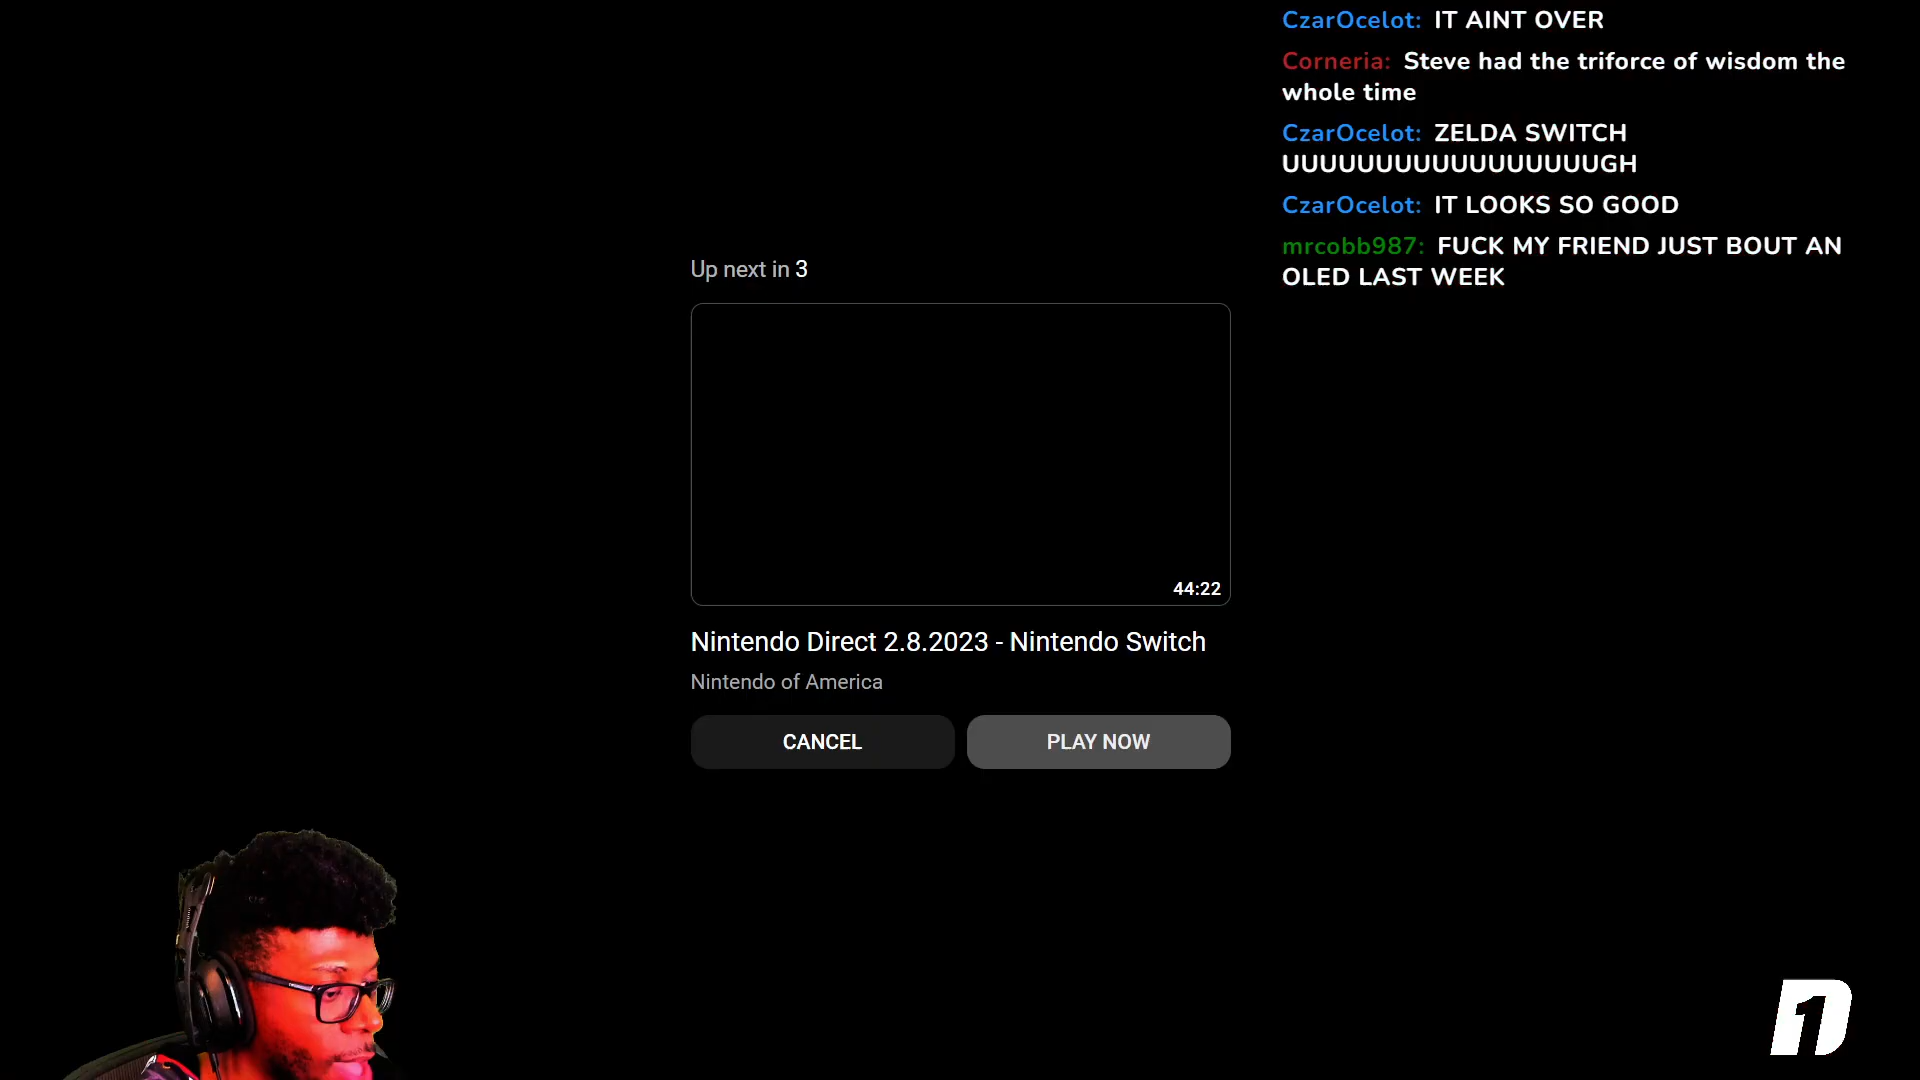 CzarOcelot: IT AINT OVER
Corneria: Steve had the triforce of wisdom the
whole time
CzarOcelot: ZELDA SWITCH
UUUUUUUUUUUUUUUUUGH
CzarOcelot: IT LOOKS SO GOOD
mrcobb987: FUCK MY FRIEND JUST BOUT AN
OLED LAST WEEK
Up next in 3
44:22
Nintendo Direct 2.8.2023 - Nintendo Switch
Nintendo of America
CANCEL
PLAY NOW